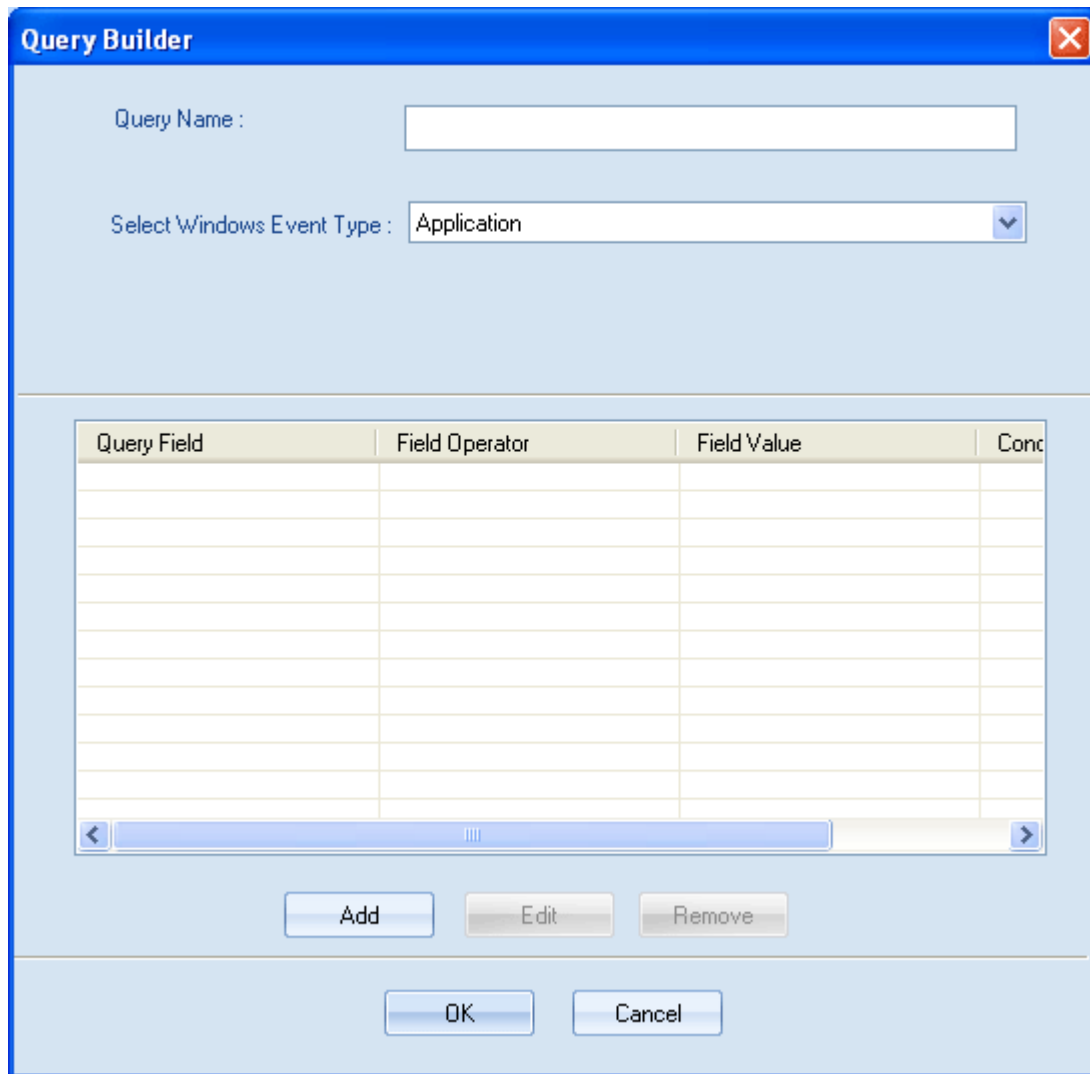 Query Builder
Query Name :
Select Windows Event Type : Application
Query Field Field Operator Field Value Conc
Add Edit Remove
OK Cancel